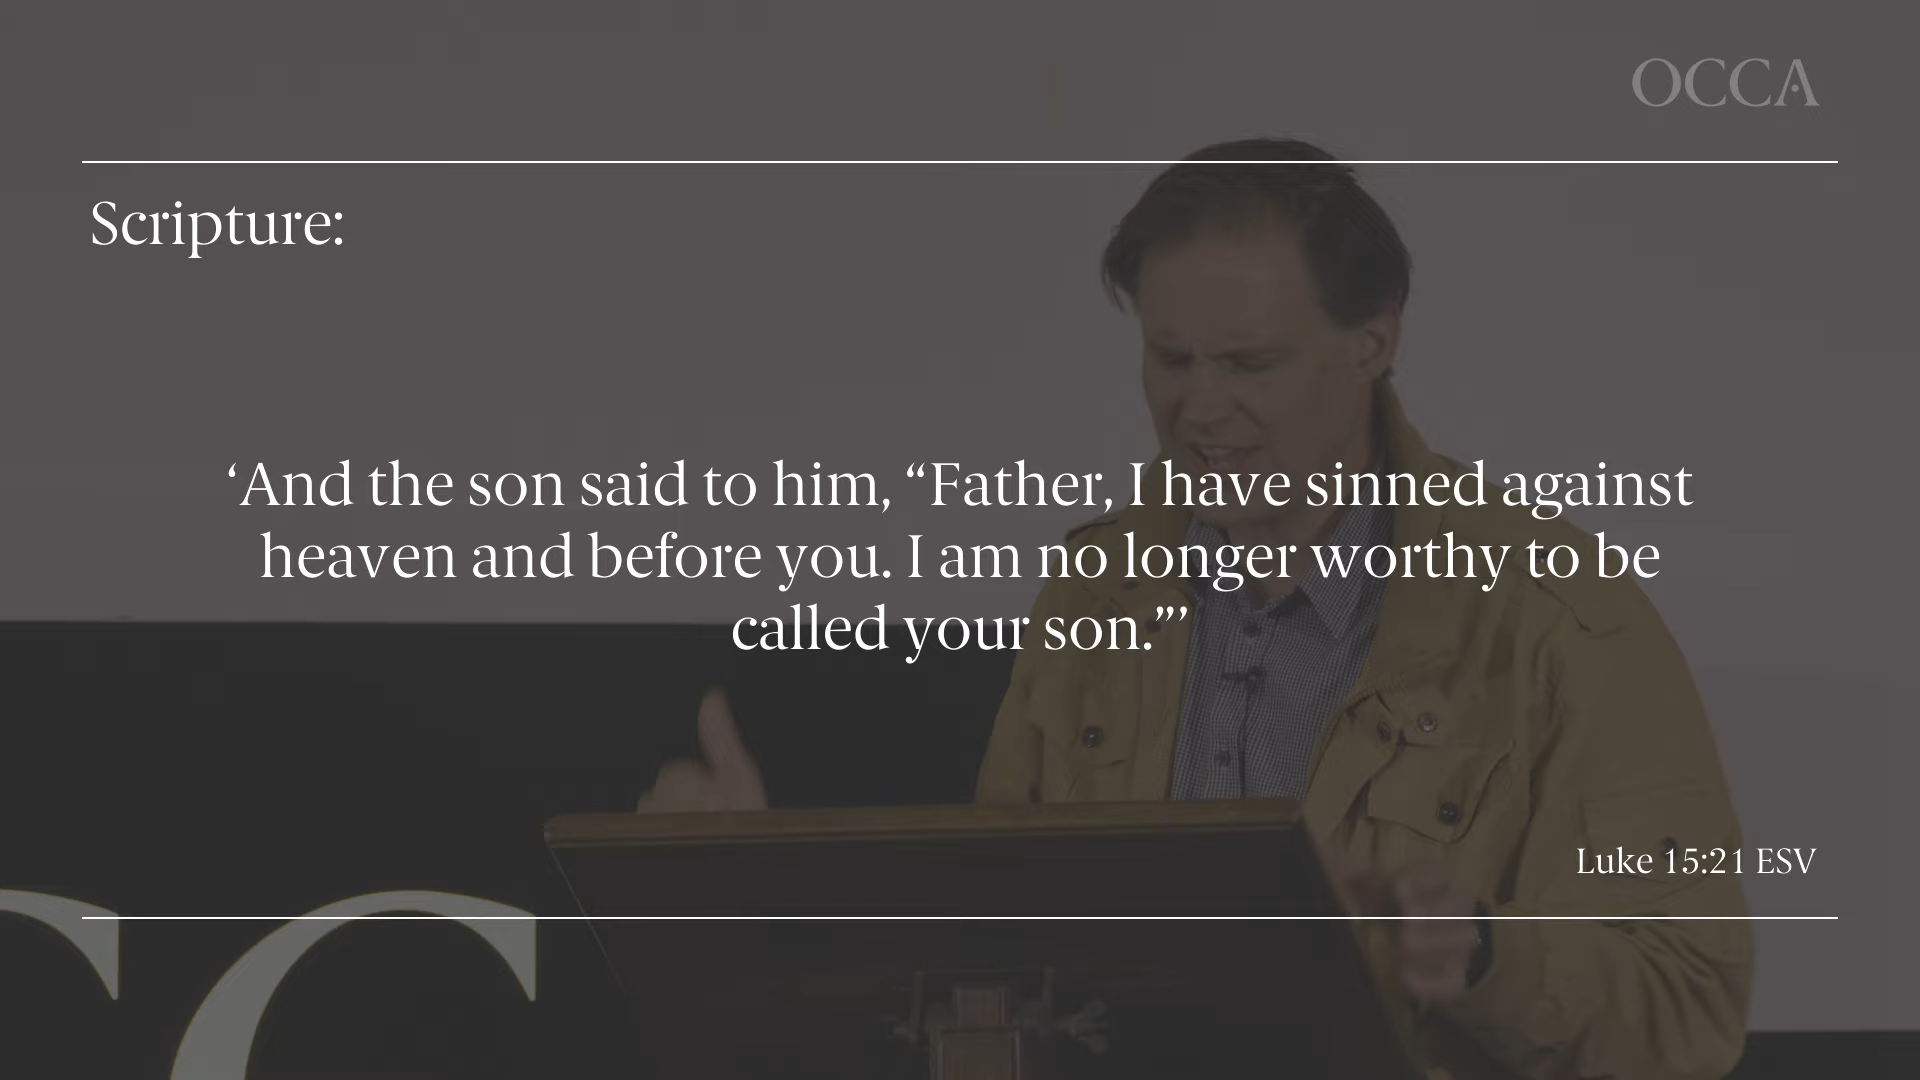 OCCA
Scripture:
‘And the son said to him, “Father, I have sinned against
heaven and before you. I am no longer worthy to be
called your son.”’
Luke 15:21 ESV
CC